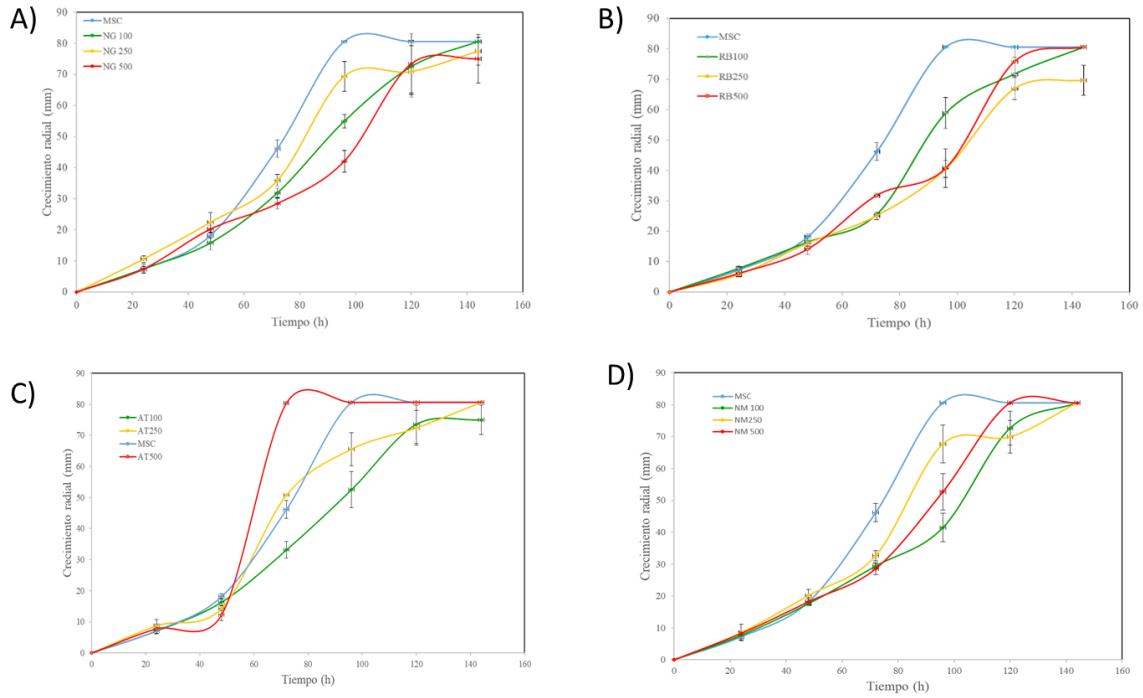 A)
MSC
NG 100
NG 250
NG 500
Crecimiento radial (mm)
90
80
70
60
50
40
30
20
10
0
0 20 40 60 80 100 120 140 160
Tiempo (h)
B)
MSC
RB100
RB250
RB500
Crecimiento radial (mm)
90
80
70
60
50
40
30
20
10
0
0 20 40 60 80 100 120 140 160
Tiempo (h)
C)
AT100
AT250
MSC
AT500
Crecimiento radial (mm)
90
80
70
60
50
40
30
20
10
0
0 20 40 60 80 100 120 140 160
Tiempo (h)
D)
MSC
NM 100
NM250
NM 500
Crecimiento radial (mm)
90
80
70
60
50
40
30
20
10
0
0 20 40 60 80 100 120 140 160
Tiempo (h)